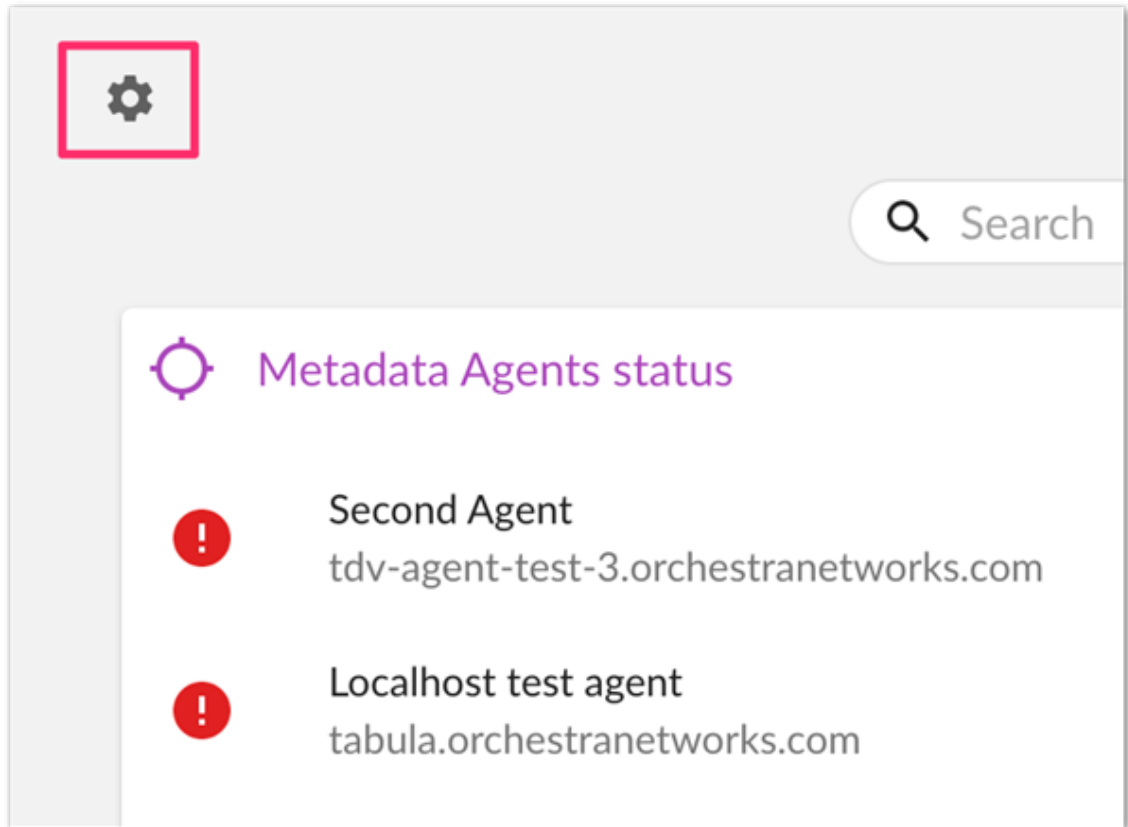 Search
Metadata Agents status
Second Agent
tdv-agent-test-3.orchestranetworks.com
Localhost test agent
tabula.orchestranetworks.com